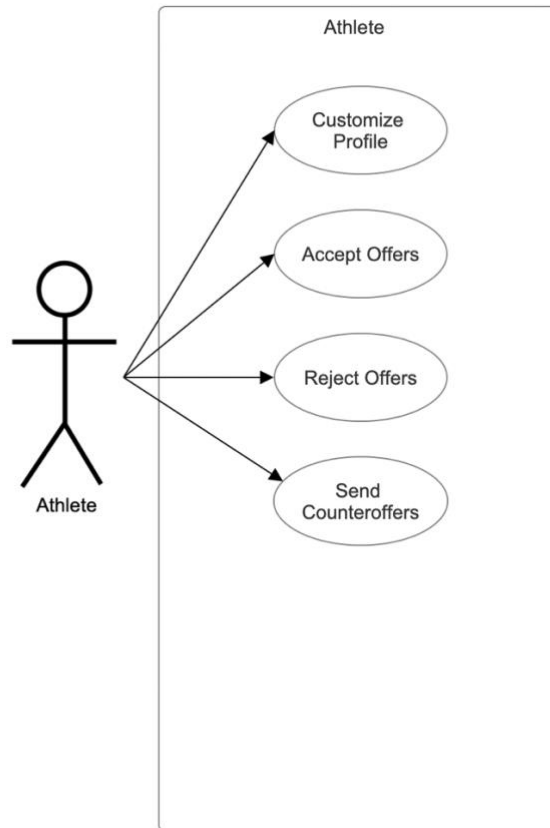 Athlete
Customize
Profile
Accept Offers
Reject Offers
Send
Counteroffers
Athlete